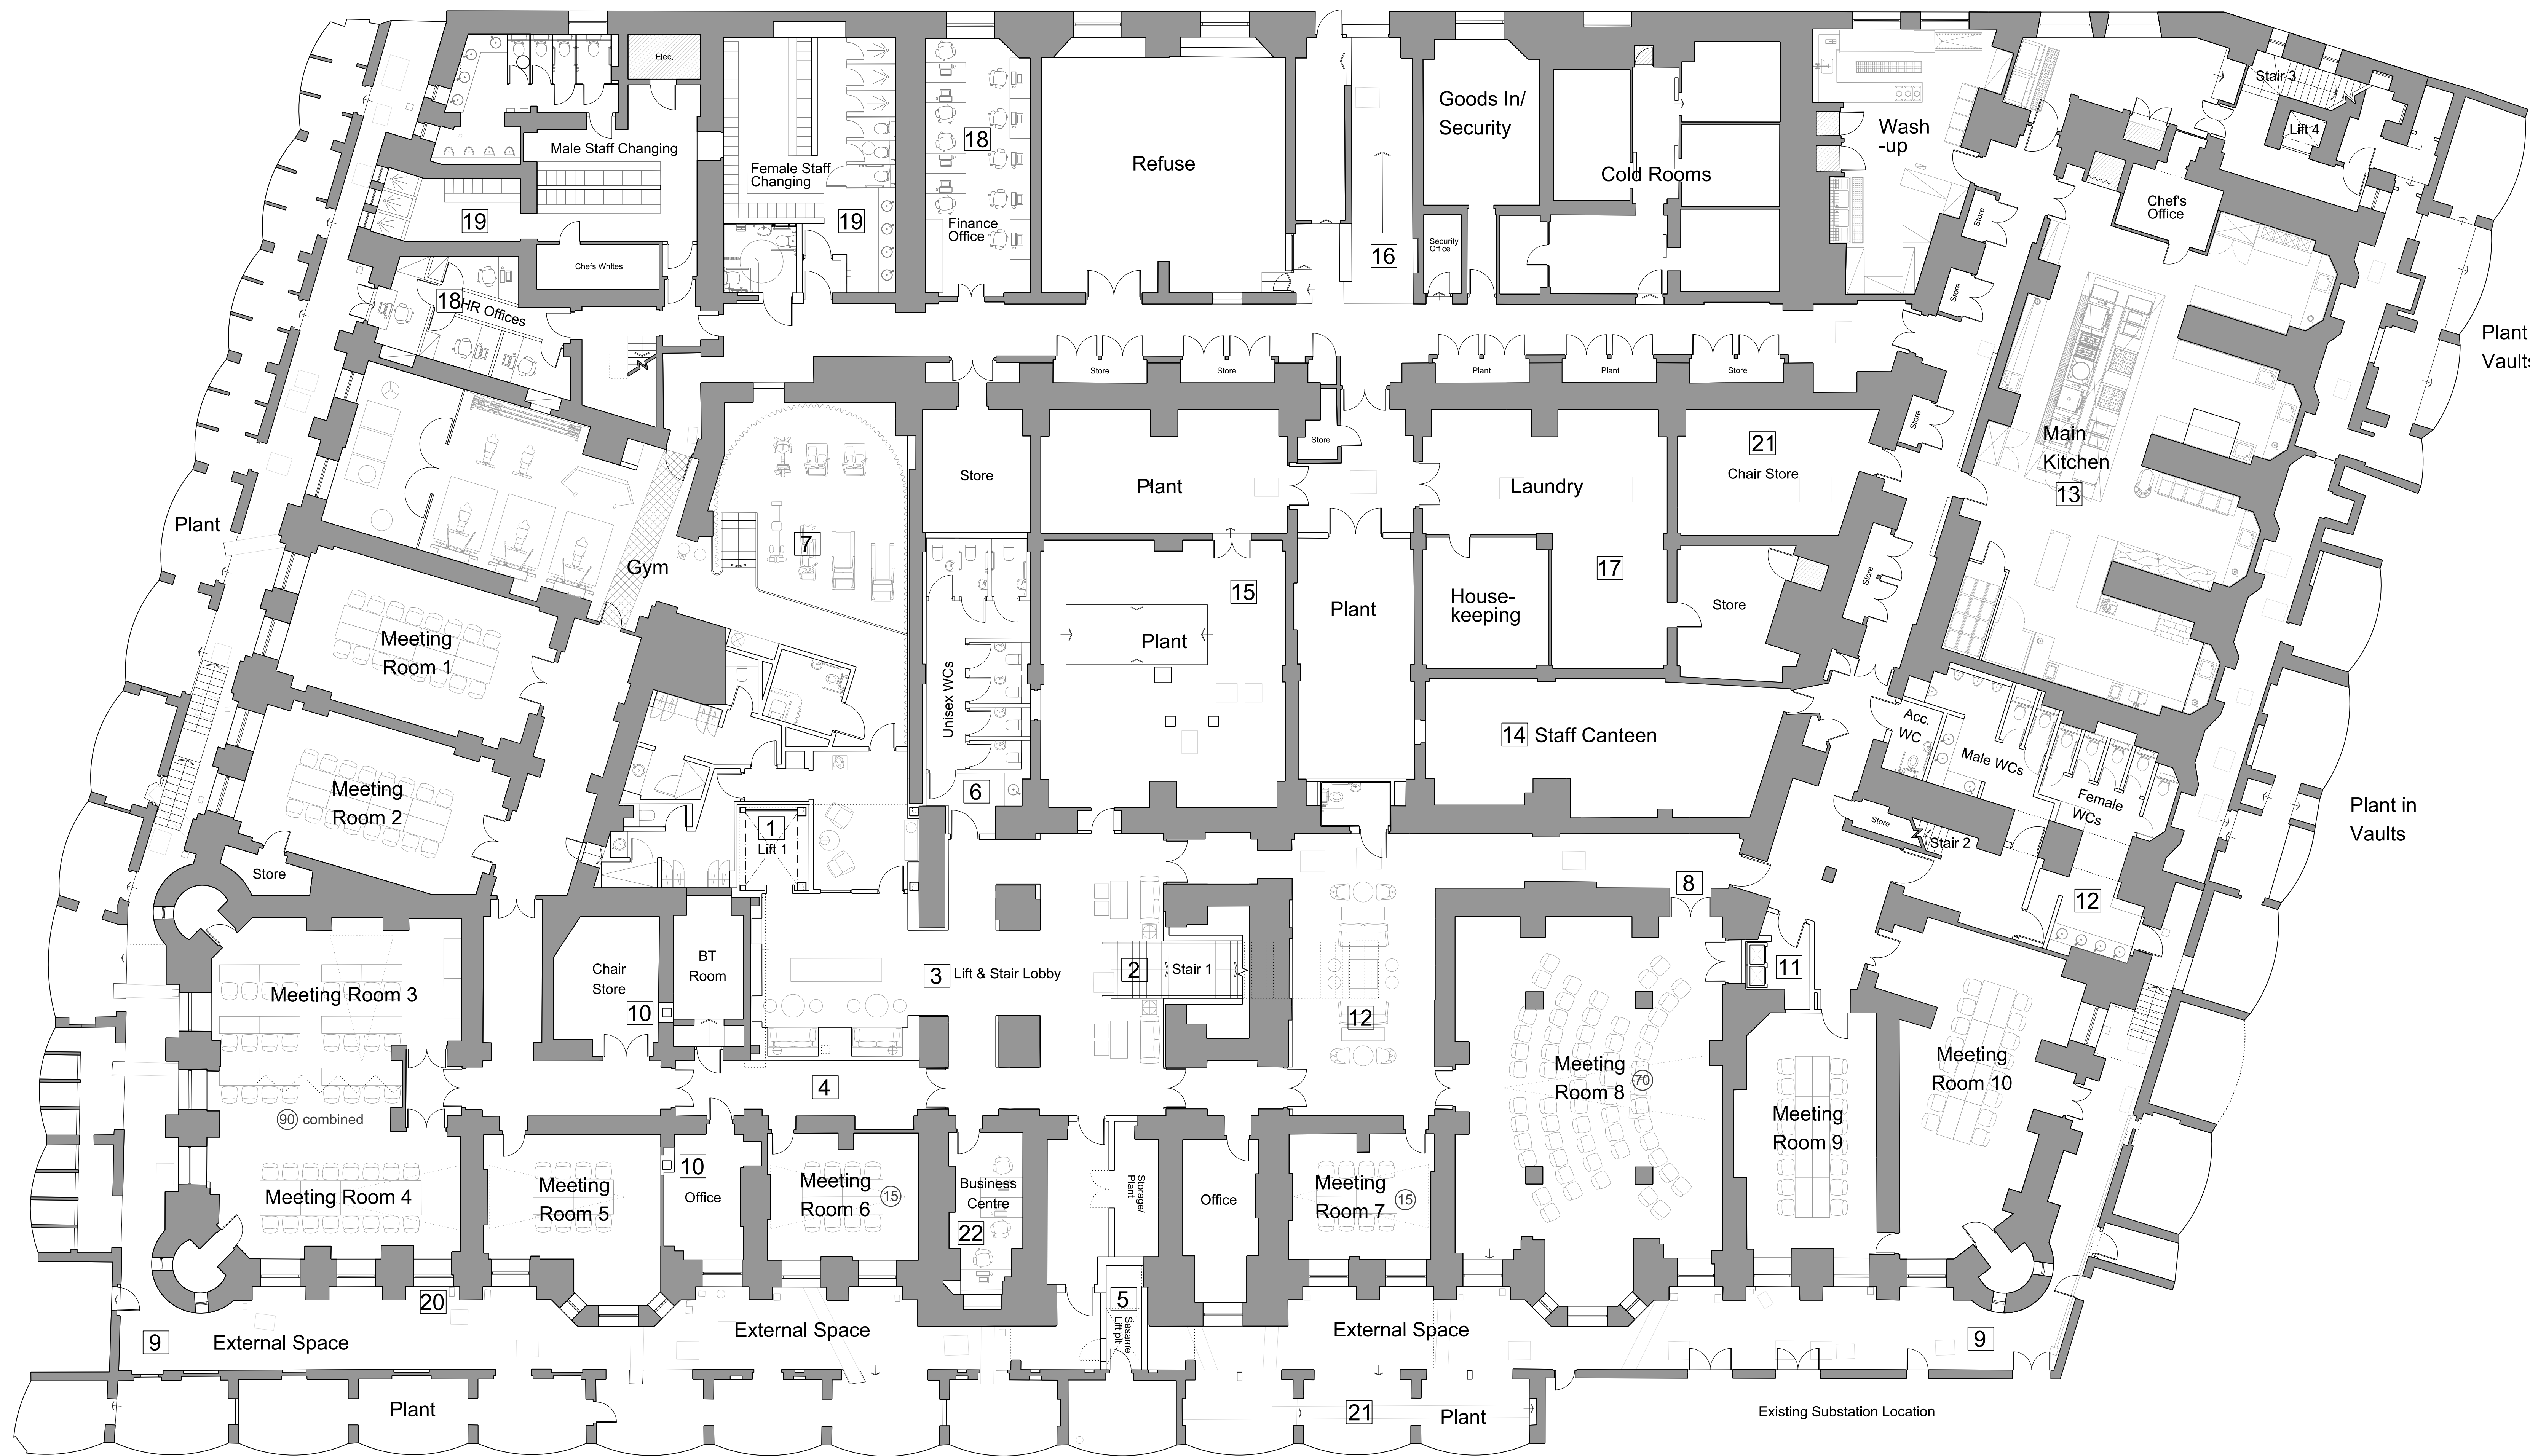 Elec.
Stair 3
Goods In/
Security
Wash
-up
Lift 4
18
Male Staff Changing
Female Staff
Changing
Refuse
Cold Rooms
Chef's
Office
19
19
Finance
Office
Security
Office
16
Store
Chefs Whites
18
HR Offices
Store
Plant
Vaults
Store
Store
Plant
Plant
Store
Store
Store
21
Main
Kitchen
13
Chair Store
Store
Plant
Laundry
Plant
7
Gym
17
Store
15
House-
keeping
Store
Plant
Plant
Meeting
Room 1
Unisex WCs
Acc.
WC
14
Staff Canteen
Male WCs
Meeting
Room 2
6
Female
WCs
Plant in
Vaults
1
Lift 1
Store
Stair 2
Store
8
12
BT
Room
Chair
Store
10
3
Lift & Stair Lobby
2
Stair 1
11
Meeting Room 3
12
Meeting
Room 8
70
Meeting
Room 10
4
90
combined
Meeting
Room 9
10
Office
Meeting Room 4
Meeting
Room 5
Meeting
Room 6
15
Business
Centre
22
Storage/
Plant
Office
Meeting
Room 7
15
20
5
Sesame
Lift pit
9
External Space
External Space
External Space
9
Plant
21
Plant
Existing Substation Location